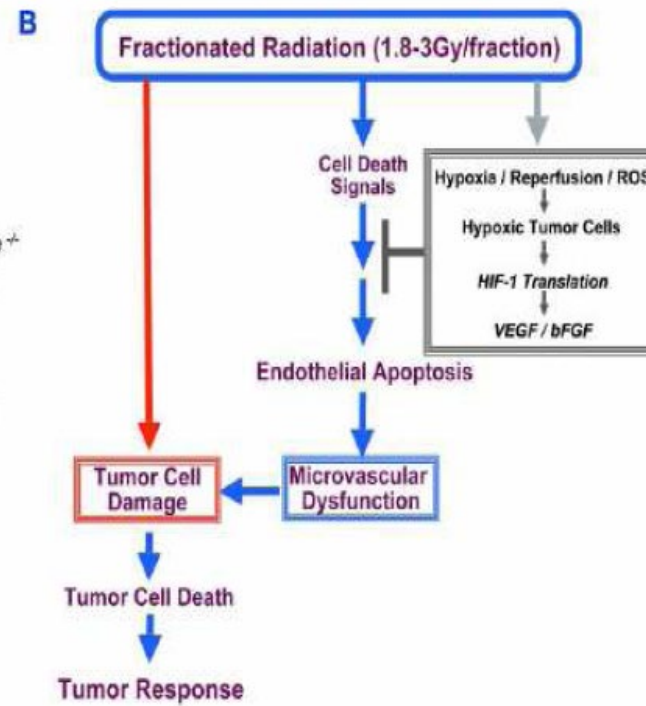 B
Fractionated Radiation (1.8-3Gy/fraction)
Cell Death
Signals
Hypoxia / Reperfusion / ROS
Hypoxic Tumor Cells
HIF-1 Translation
VEGF / bFGF
Endothelial Apoptosis
Tumor Cell
Damage
Microvascular
Dysfunction
Tumor Cell Death
Tumor Response